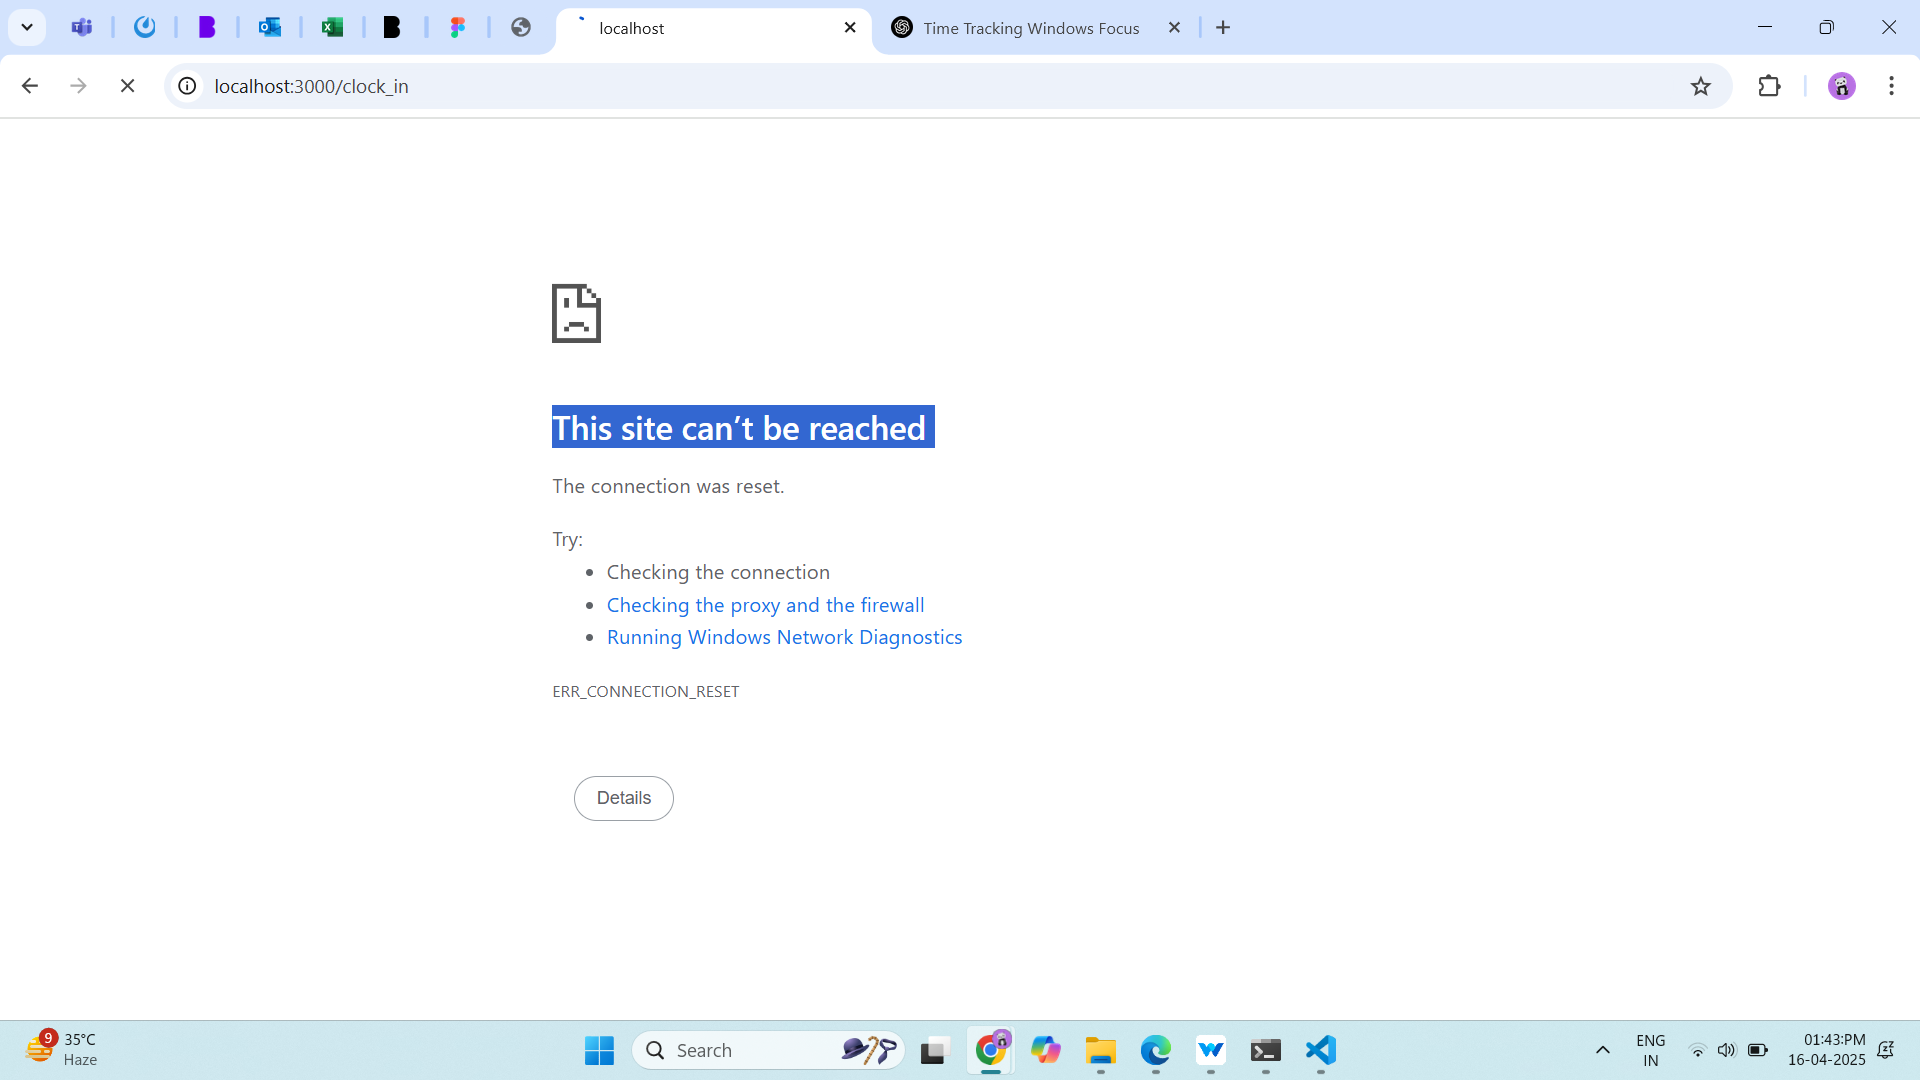 localhost
Time Tracking Windows Focus
localhost:3000/clock_in
This site can’t be reached
The connection was reset.
Try:
Checking the connection
Checking the proxy and the firewall
Running Windows Network Diagnostics
ERR_CONNECTION_RESET
Details
9
35°C
Haze
Search
ENG
IN
01:43:PM
16-04-2025